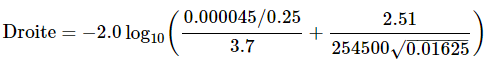 Droite = −2.0 log₁₀(0.000045/0.25 / 3.7 + 2.51 / 254500√0.01625)